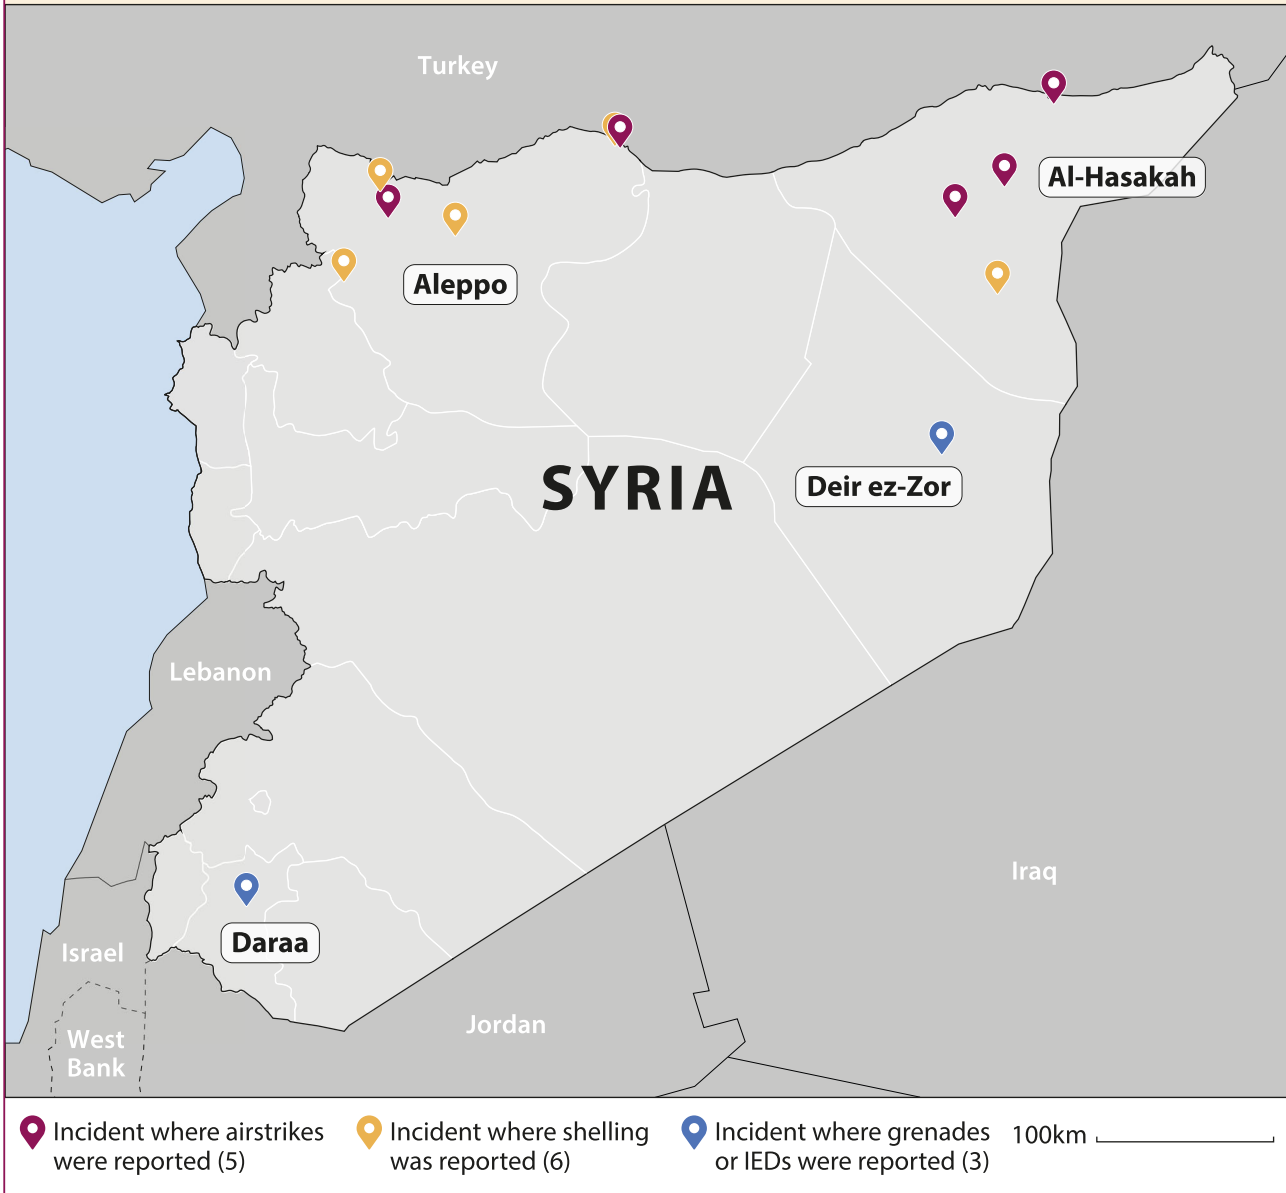 Turkey
Al-Hasakah
Aleppo
SYRIA
Deir ez-Zor
Lebanon
Iraq
Daraa
Israel
Jordan
West
Bank
Incident where airstrikes
were reported (5)
Incident where shelling
was reported (6)
Incident where grenades
or IEDs were reported (3)
100km